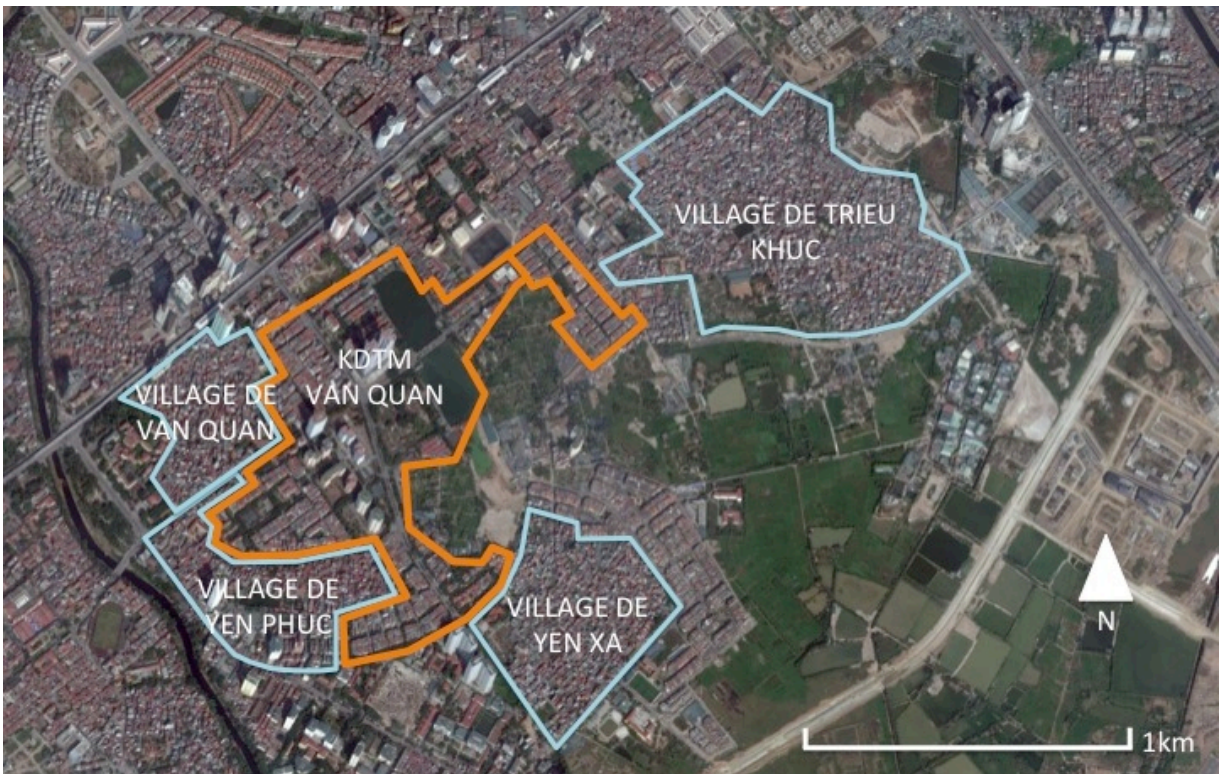 VILLAGE DE TRIEU
KHUC
KDTM
VAN QUAN
VILLAGE DE
VAN QUAN
VILLAGE DE
YEN PHUC
VILLAGE DE
YEN XA
N
1km